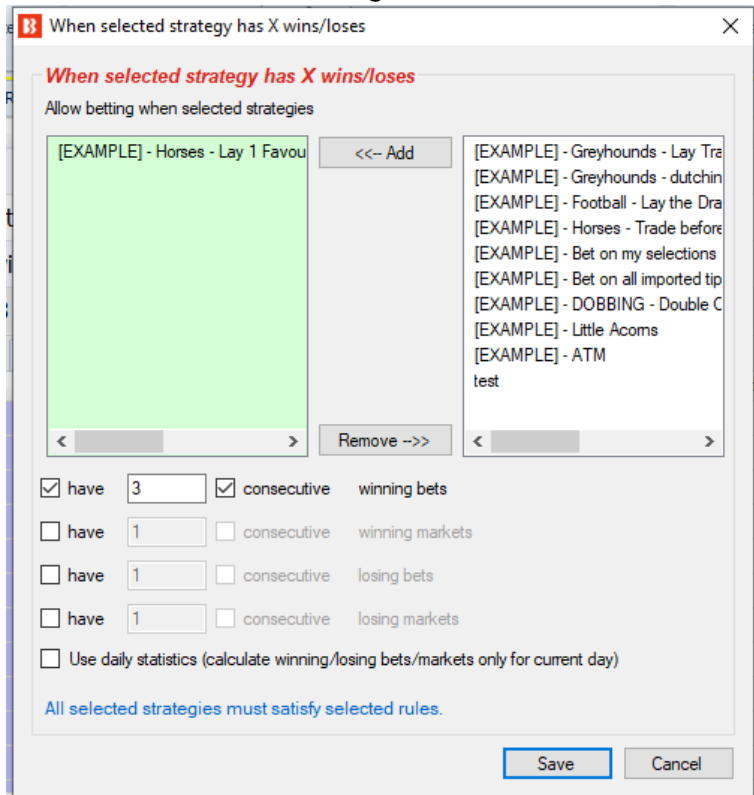 When selected strategy has X wins/loses
When selected strategy has X wins/loses
Allow betting when selected strategies
[EXAMPLE] - Horses - Lay 1 Favou
<<-- Add
[EXAMPLE] - Greyhounds - Lay Tra
[EXAMPLE] - Greyhounds - dutchin
[EXAMPLE] - Football - Lay the Dra
[EXAMPLE] - Horses - Trade before
[EXAMPLE] - Bet on my selections
[EXAMPLE] - Bet on all imported tip
[EXAMPLE] - DOBBING - Double C
[EXAMPLE] - Little Acorns
[EXAMPLE] - ATM
test
Remove -->>
have 3 consecutive winning bets
have 1 consecutive winning markets
have 1 consecutive losing bets
have 1 consecutive losing markets
Use daily statistics (calculate winning/losing bets/markets only for current day)
All selected strategies must satisfy selected rules.
Save Cancel